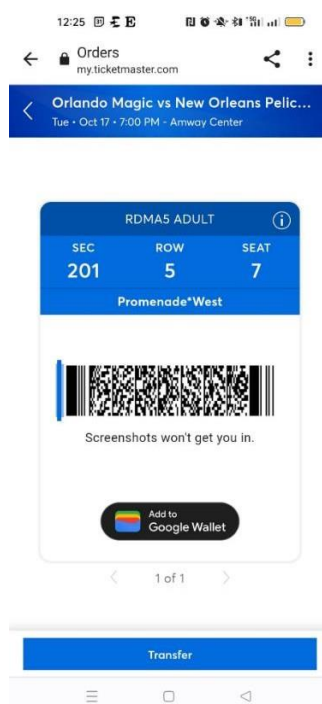 12:25
Orders
my.ticketmaster.com
Orlando Magic vs New Orleans Pelic...
Tue • Oct 17 • 7:00 PM - Amway Center
RDMA5 ADULT
SEC ROW SEAT
201 5 7
Promenade*West
Screenshots won't get you in.
Add to
Google Wallet
1 of 1
Transfer